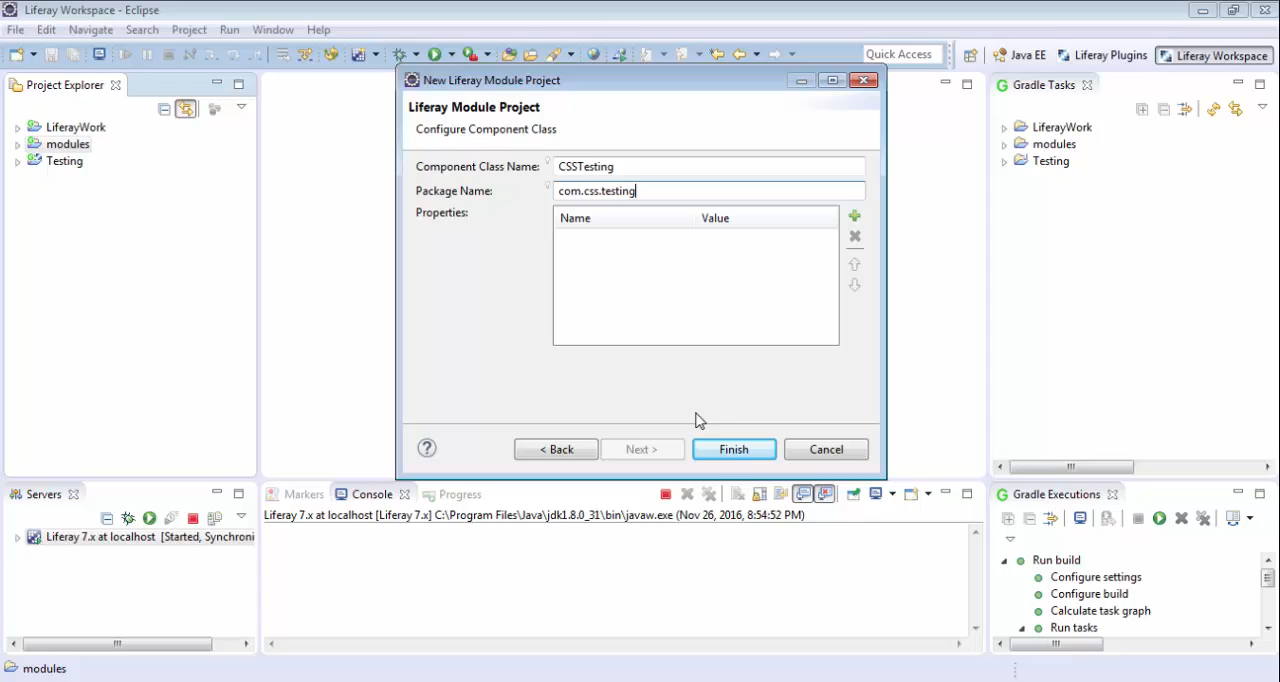 Liferay Workspace - Eclipse
File Edit Navigate Search Project Run Window Help
Quick Access
Java EE
Liferay Plugins
Liferay Workspace
Project Explorer
LiferayWork
modules
Testing
New Liferay Module Project
Liferay Module Project
Configure Component Class
Component Class Name: CSSTesting
Package Name: com.css.testing
Properties:
Name Value
< Back Next > Finish Cancel
Gradle Tasks
LiferayWork
modules
Testing
Servers
Liferay 7.x at localhost [Started, Synchroni
Markers Console Progress
Liferay 7.x at localhost [Liferay 7.x] C:\Program Files\Java\jdk1.8.0_31\bin\javaw.exe (Nov 26, 2016, 8:54:52 PM)
Gradle Executions
Run build
Configure settings
Configure build
Calculate task graph
Run tasks
modules